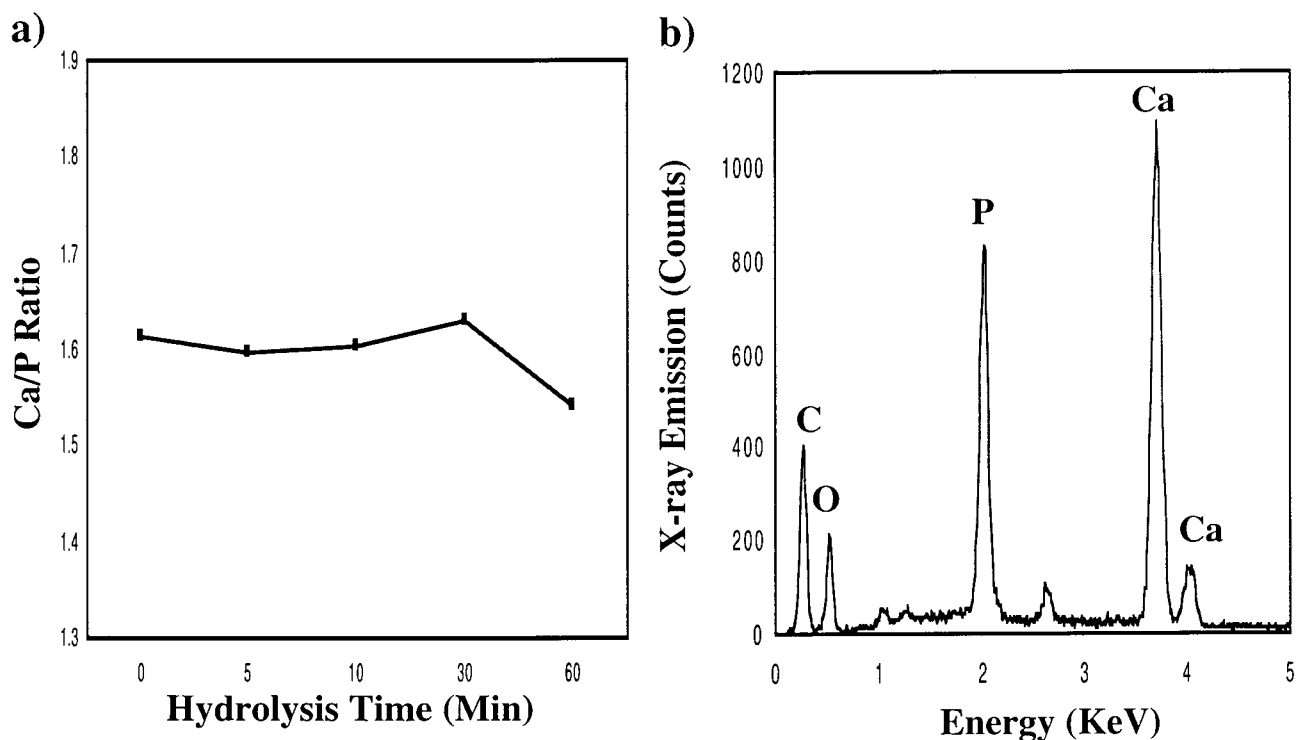 a)
1.9
1.8
1.7
1.6
1.5
1.4
1.3
Ca/P Ratio
0 5 10 30 60
Hydrolysis Time (Min)
b)
1200
1000
800
600
400
200
0
X-ray Emission (Counts)
C
O
P
Ca
Ca
0 1 2 3 4 5
Energy (KeV)